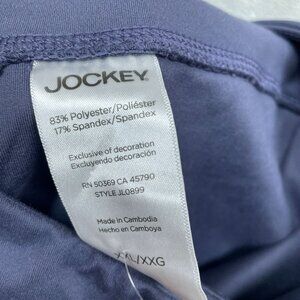 JOCKEY
83% Polyester/Poliéster
17% Spandex/Spandex
Exclusive of decoration
Excluyendo decoración
RN 50369 CA 45790
STYLE JL0899
Made in Cambodia
Hecho en Camboya
XXL/XXG